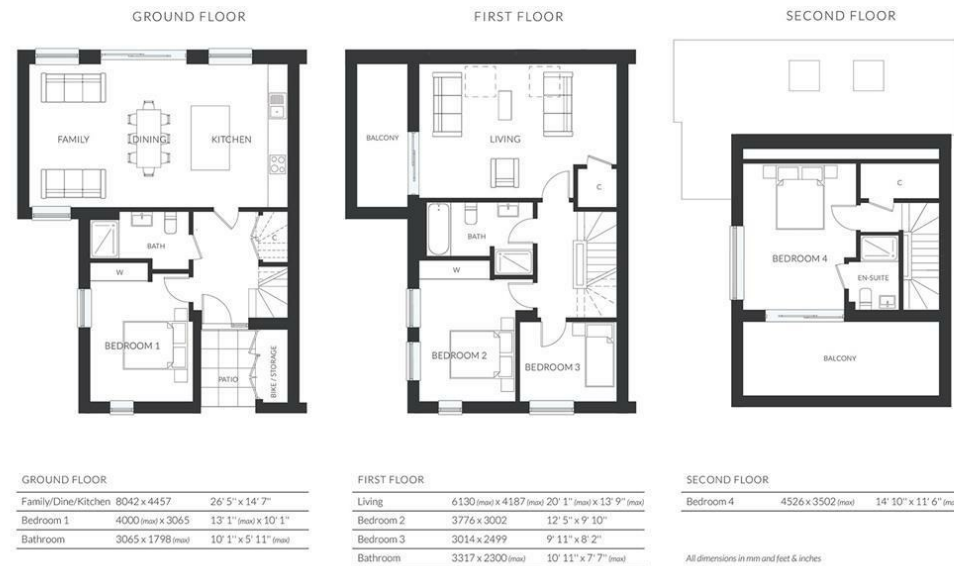 GROUND FLOOR
FAMILY
DINING
KITCHEN
BATH
C
W
BEDROOM 1
PATIO
BIKE / STORAGE
FIRST FLOOR
BALCONY
LIVING
C
BATH
W
BEDROOM 2
BEDROOM 3
SECOND FLOOR
C
BEDROOM 4
EN-SUITE
BALCONY
GROUND FLOOR
Family/Dine/Kitchen 8042 x 4457 26' 5" x 14' 7"
Bedroom 1 4000 (max) x 3065 13' 1" (max) x 10' 1"
Bathroom 3065 x 1798 (max) 10' 1" x 5' 11" (max)
FIRST FLOOR
Living 6130 (max) x 4187 (max) 20' 1" (max) x 13' 9" (max)
Bedroom 2 3776 x 3002 12' 5" x 9' 10"
Bedroom 3 3014 x 2499 9' 11" x 8' 2"
Bathroom 3317 x 2300 (max) 10' 11" x 7' 7" (max)
SECOND FLOOR
Bedroom 4 4526 x 3502 (max) 14' 10" x 11' 6"
All dimensions in mm and feet & inches